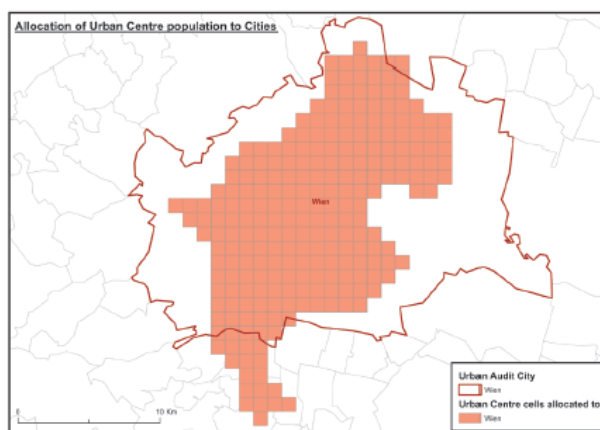 Allocation of Urban Centre population to Cities
Wien
Urban Audit City
Wien
Urban Centre cells allocated to
Wien
0 10 Km